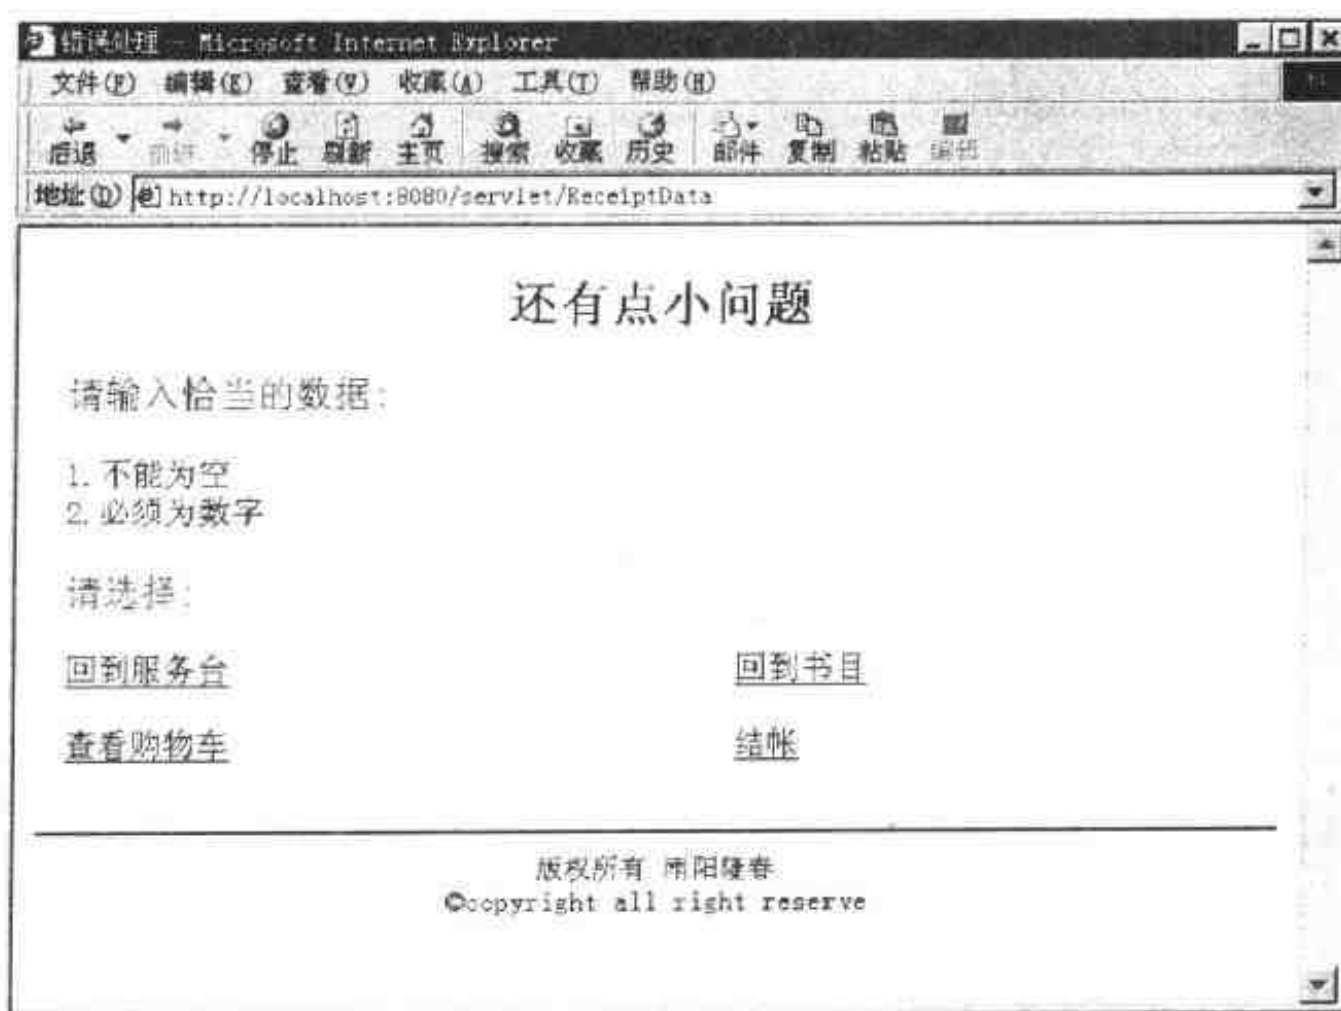 错误处理 - Microsoft Internet Explorer
文件(F) 编辑(E) 查看(V) 收藏(A) 工具(T) 帮助(H)
后退 前进 停止 刷新 主页 搜索 收藏 历史 邮件 复制 粘贴 编辑
地址(D) http://localhost:8080/servlet/ReceiptData
还有点小问题
请输入恰当的数据:
1. 不能为空
2. 必须为数字
请选择:
回到服务台 回到书目
查看购物车 结帐
版权所有 阳隆春
©copyright all right reserve